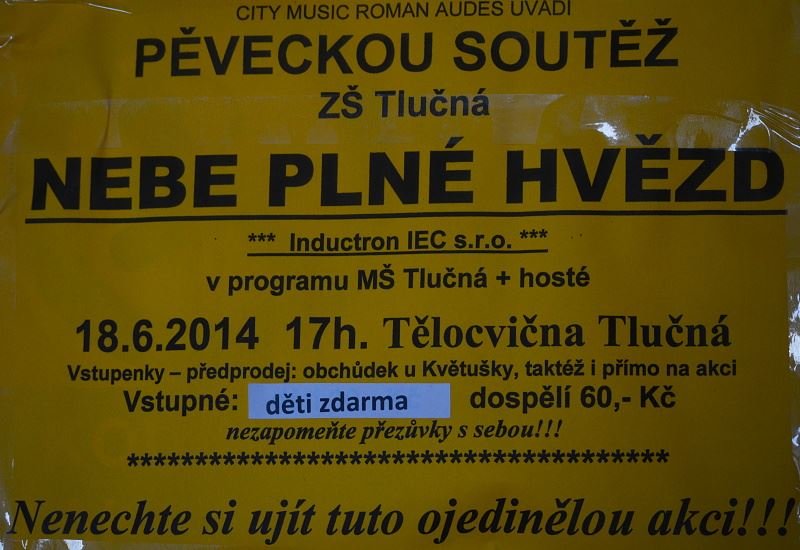 CITY MUSIC ROMAN AUDES UVÁDÍ
PĚVECKOU SOUTĚŽ
ZŠ Tlučná
NEBE PLNÉ HVĚZD
*** Inductron IEC s.r.o. ***
v programu MŠ Tlučná + hosté
18.6.2014 17h. Tělocvična Tlučná
Vstupenky – předprodej: obchůdek u Květušky, taktéž i přímo na akci
Vstupné: děti zdarma dospělí 60,- Kč
nezapomeňte přezůvky s sebou!!!
****************************************
Nenechte si ujít tuto ojedinělou akci!!!